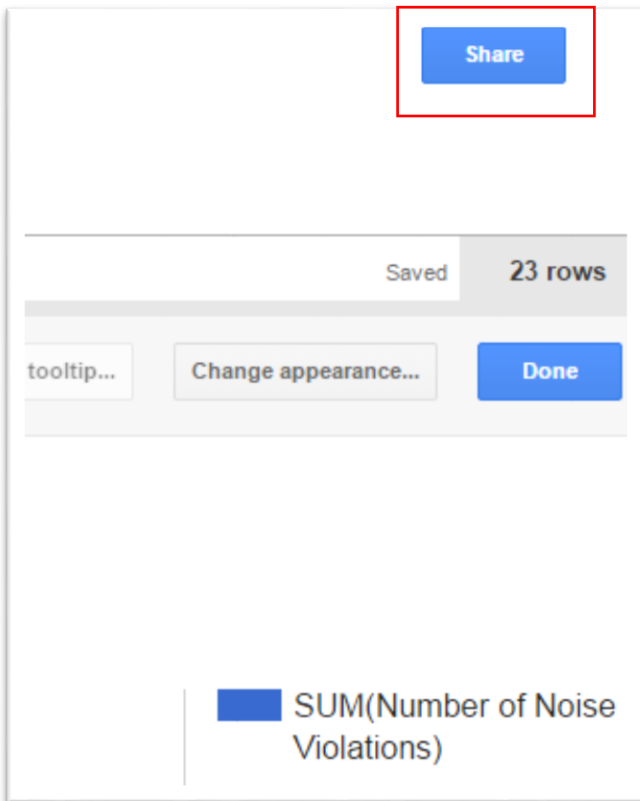 Share
Saved 23 rows
tooltip... Change appearance... Done
SUM(Number of Noise
Violations)